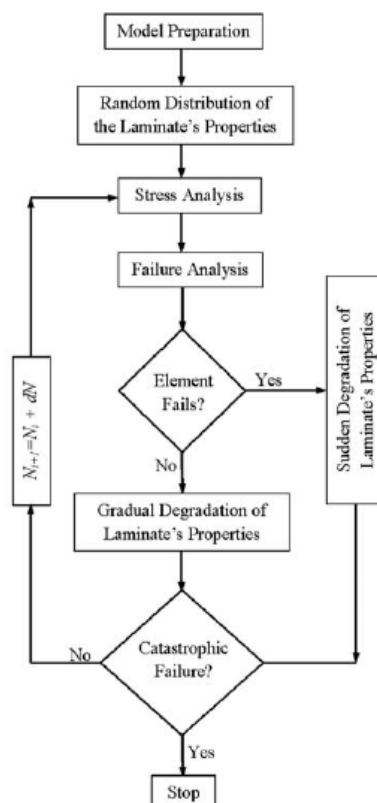 Model Preparation
Random Distribution of
the Laminate's Properties
Stress Analysis
Failure Analysis
Element
Fails?
Yes
Sudden Degradation of
Laminate's Properties
N_{i+1}=N_i + dN
No
Gradual Degradation of
Laminate's Properties
Catastrophic
Failure?
No
Yes
Stop